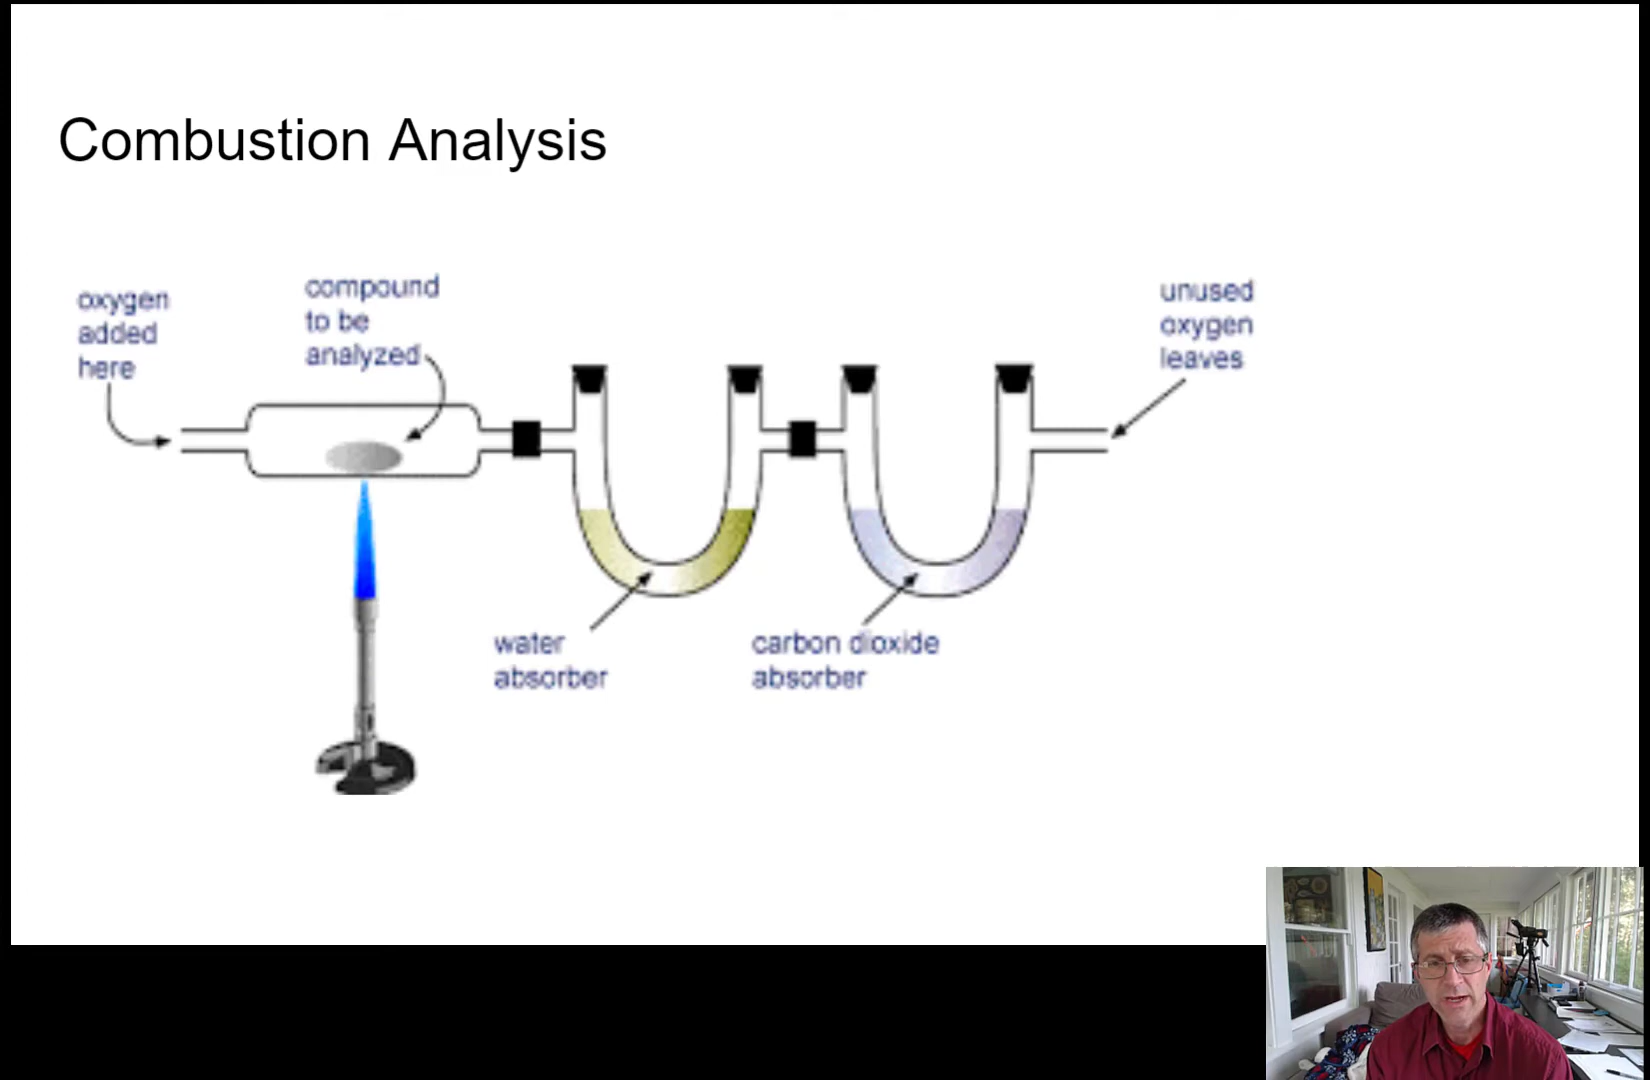 Combustion Analysis
oxygen
added
here
compound
to be
analyzed
unused
oxygen
leaves
water
absorber
carbon dioxide
absorber